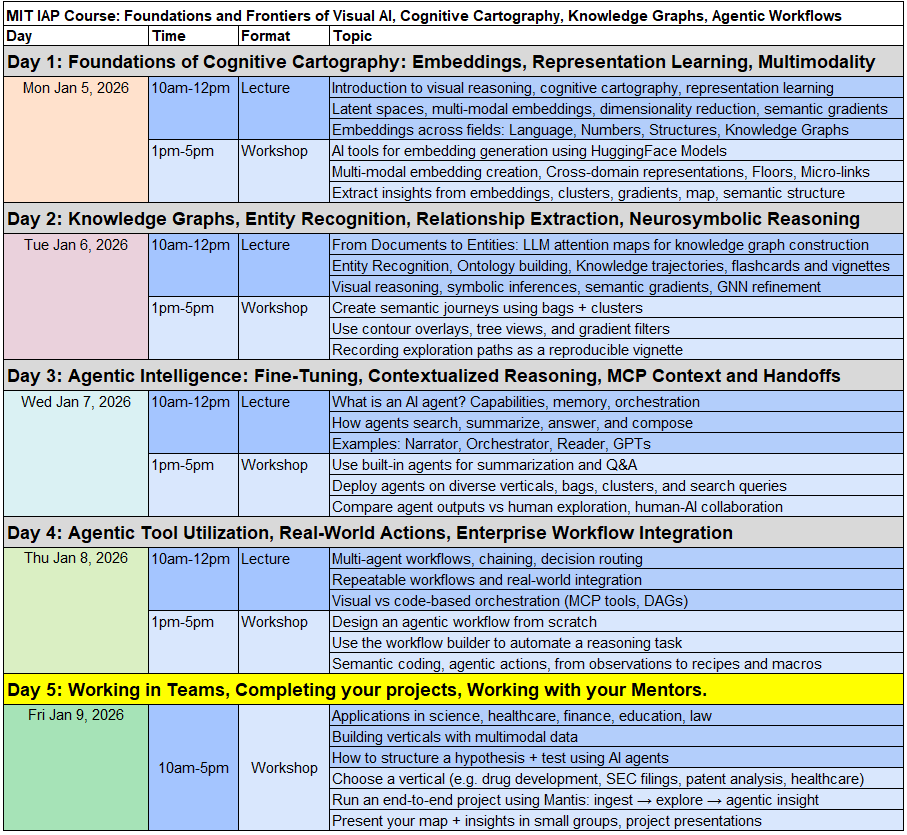 MIT IAP Course: Foundations and Frontiers of Visual AI, Cognitive Cartography, Knowledge Graphs, Agentic Workflows
Day Time Format Topic
Day 1: Foundations of Cognitive Cartography: Embeddings, Representation Learning, Multimodality
Mon Jan 5, 2026 10am-12pm Lecture Introduction to visual reasoning, cognitive cartography, representation learning
Latent spaces, multi-modal embeddings, dimensionality reduction, semantic gradients
Embeddings across fields: Language, Numbers, Structures, Knowledge Graphs
1pm-5pm Workshop AI tools for embedding generation using HuggingFace Models
Multi-modal embedding creation, Cross-domain representations, Floors, Micro-links
Extract insights from embeddings, clusters, gradients, map, semantic structure
Day 2: Knowledge Graphs, Entity Recognition, Relationship Extraction, Neurosymbolic Reasoning
Tue Jan 6, 2026 10am-12pm Lecture From Documents to Entities: LLM attention maps for knowledge graph construction
Entity Recognition, Ontology building, Knowledge trajectories, flashcards and vignettes
Visual reasoning, symbolic inferences, semantic gradients, GNN refinement
1pm-5pm Workshop Create semantic journeys using bags + clusters
Use contour overlays, tree views, and gradient filters
Recording exploration paths as a reproducible vignette
Day 3: Agentic Intelligence: Fine-Tuning, Contextualized Reasoning, MCP Context and Handoffs
Wed Jan 7, 2026 10am-12pm Lecture What is an AI agent? Capabilities, memory, orchestration
How agents search, summarize, answer, and compose
Examples: Narrator, Orchestrator, Reader, GPTs
1pm-5pm Workshop Use built-in agents for summarization and Q&A
Deploy agents on diverse verticals, bags, clusters, and search queries
Compare agent outputs vs human exploration, human-AI collaboration
Day 4: Agentic Tool Utilization, Real-World Actions, Enterprise Workflow Integration
Thu Jan 8, 2026 10am-12pm Lecture Multi-agent workflows, chaining, decision routing
Repeatable workflows and real-world integration
Visual vs code-based orchestration (MCP tools, DAGs)
1pm-5pm Workshop Design an agentic workflow from scratch
Use the workflow builder to automate a reasoning task
Semantic coding, agentic actions, from observations to recipes and macros
Day 5: Working in Teams, Completing your projects, Working with your Mentors.
Fri Jan 9, 2026 10am-5pm Workshop Applications in science, healthcare, finance, education, law
Building verticals with multimodal data
How to structure a hypothesis + test using AI agents
Choose a vertical (e.g. drug development, SEC filings, patent analysis, healthcare)
Run an end-to-end project using Mantis: ingest → explore → agentic insight
Present your map + insights in small groups, project presentations